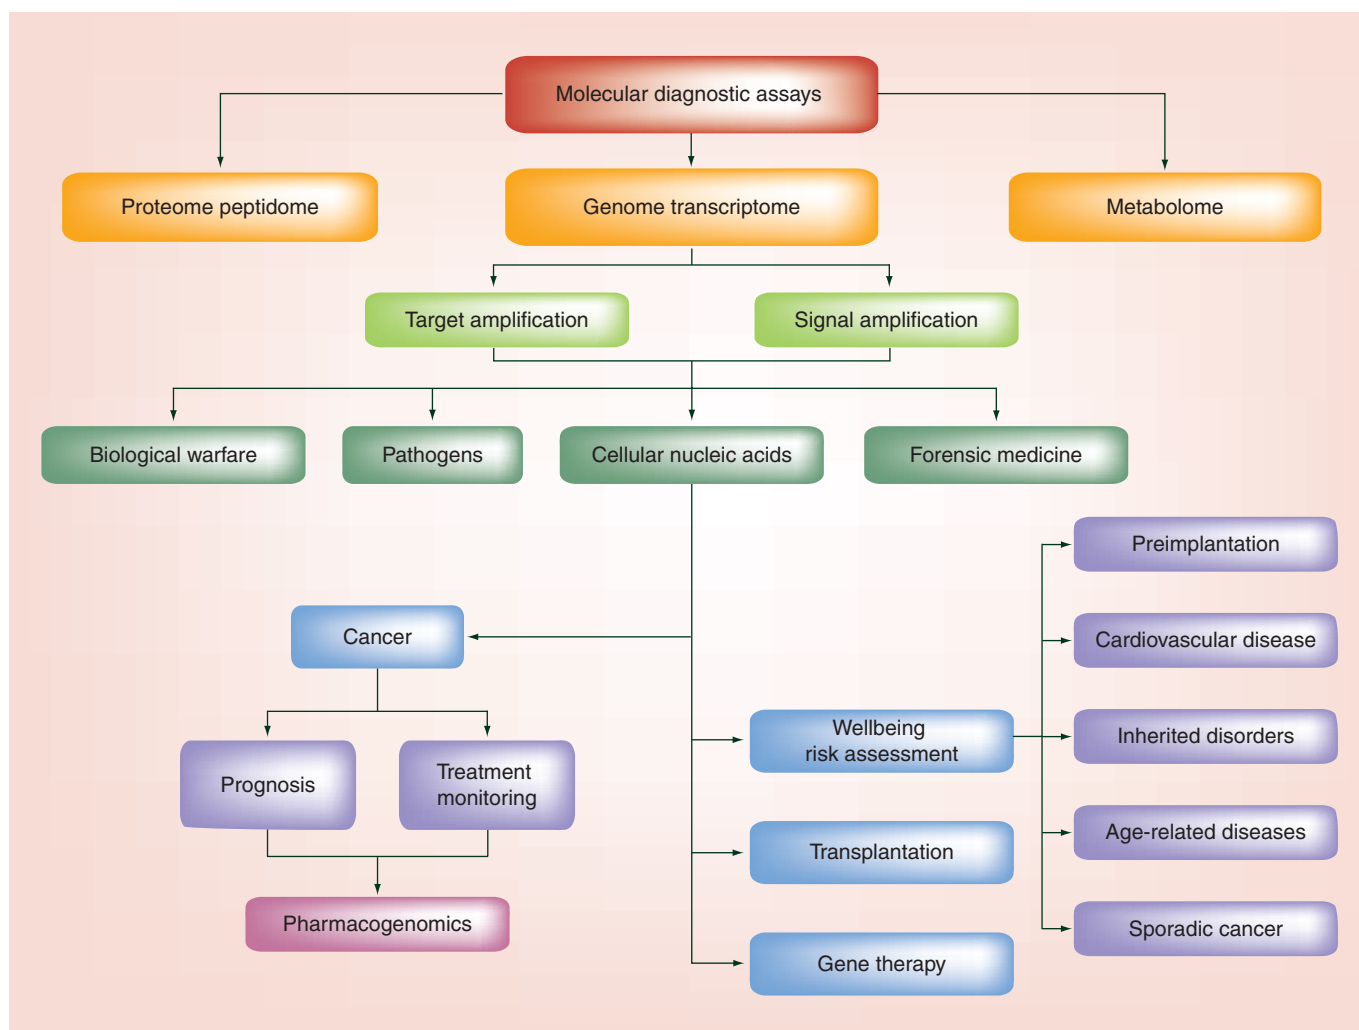 Molecular diagnostic assays
Proteome peptidome
Genome transcriptome
Metabolome
Target amplification
Signal amplification
Biological warfare
Pathogens
Cellular nucleic acids
Forensic medicine
Preimplantation
Cancer
Cardiovascular disease
Wellbeing
risk assessment
Inherited disorders
Prognosis
Treatment
monitoring
Age-related diseases
Transplantation
Pharmacogenomics
Sporadic cancer
Gene therapy